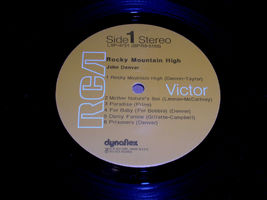 Side 1 Stereo
Rocky Mountain High
John Denver
1 Rocky Mountain High (Denver-Taylor)
2 Mother Nature's Son (Lennon-McCartney)
3 Paradise (Prine)
4 For Baby (For Bobbie) (Denver)
5 Darcy Farrow (Gillette-Campbell)
6 Prisoners (Denver)
RCA
Victor
dynaflex